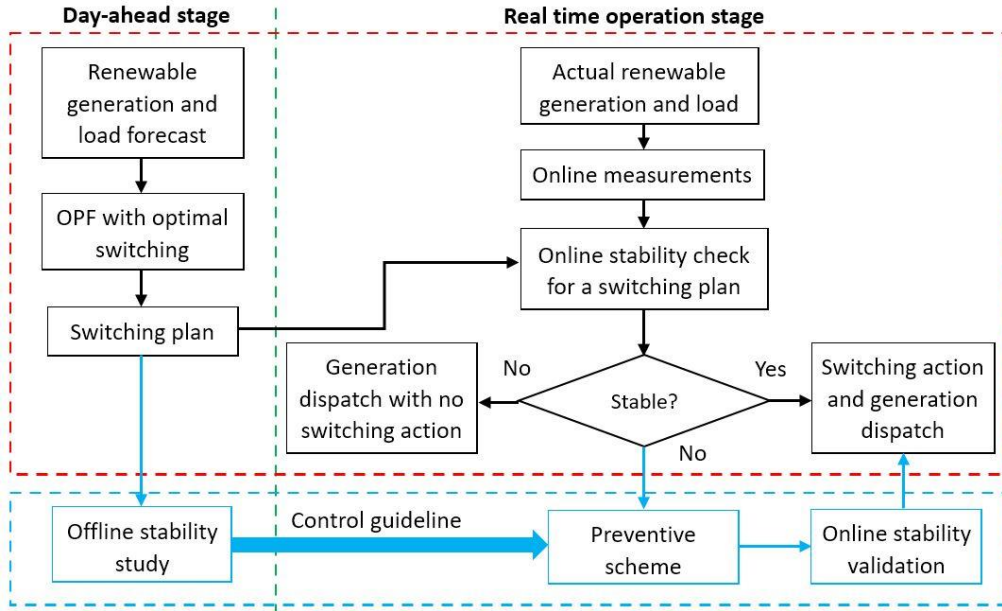 Day-ahead stage
Real time operation stage
Renewable
generation and
load forecast
OPF with optimal
switching
Switching plan
Actual renewable
generation and load
Online measurements
Online stability check
for a switching plan
Stable?
No
Generation
dispatch with no
switching action
Yes
Switching action
and generation
dispatch
No
Offline stability
study
Control guideline
Preventive
scheme
Online stability
validation